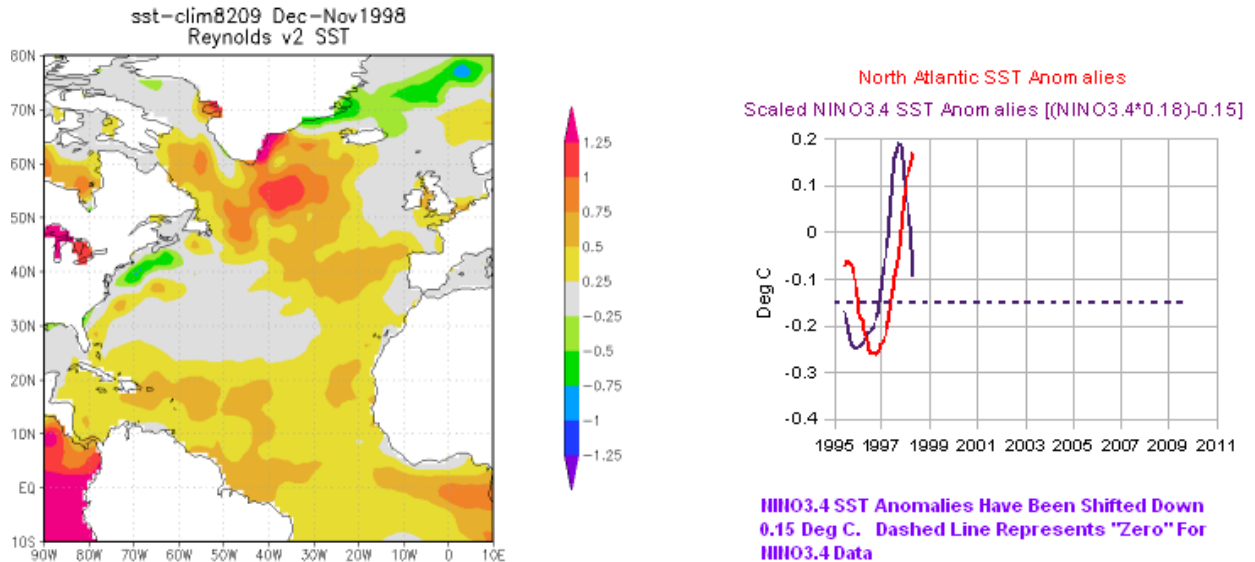 sst-clim8209 Dec-Nov1998
Reynolds v2 SST
80N
70N
60N
50N
40N
30N
20N
10N
EQ
10S
90W 80W 70W 60W 50W 40W 30W 20W 10W 0 10E
1.25
1
0.75
0.5
0.25
-0.25
-0.5
-0.75
-1
-1.25
North Atlantic SST Anomalies
Scaled NINO3.4 SST Anomalies [(NINO3.4*0.18)-0.15]
Deg C
0.2
0.1
0
-0.1
-0.2
-0.3
-0.4
1995 1997 1999 2001 2003 2005 2007 2009 2011
NINO3.4 SST Anomalies Have Been Shifted Down
0.15 Deg C. Dashed Line Represents "Zero" For
NINO3.4 Data